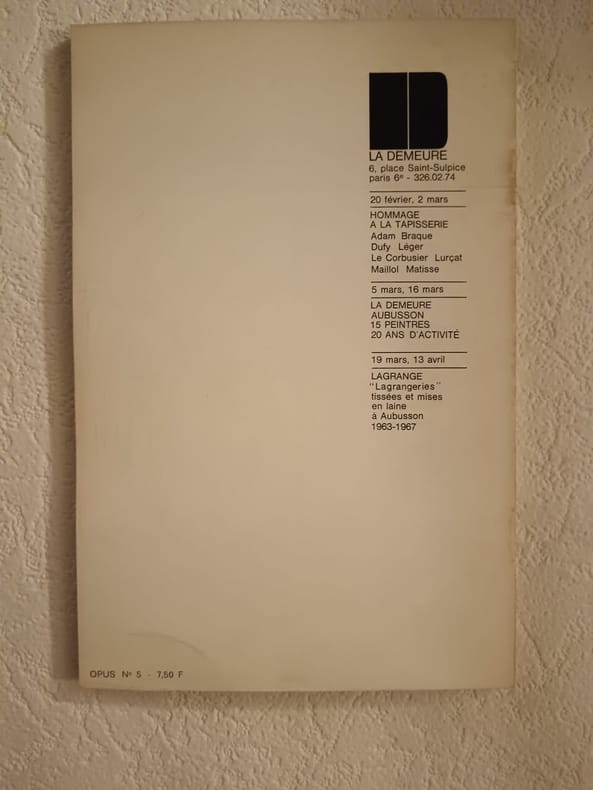 LA DEMEURE
6, place Saint-Sulpice
paris 6e - 326.02.74
20 février, 2 mars
HOMMAGE
A LA TAPISSERIE
Adam Braque
Dufy Léger
Le Corbusier Lurçat
Maillol Matisse
5 mars, 16 mars
LA DEMEURE
AUBUSSON
15 PEINTRES
20 ANS D'ACTIVITÉ
19 mars, 13 avril
LAGRANGE
"Lagrangeries"
tissées et mises
en laine
à Aubusson
1963-1967
OPUS No 5 - 7,50 F